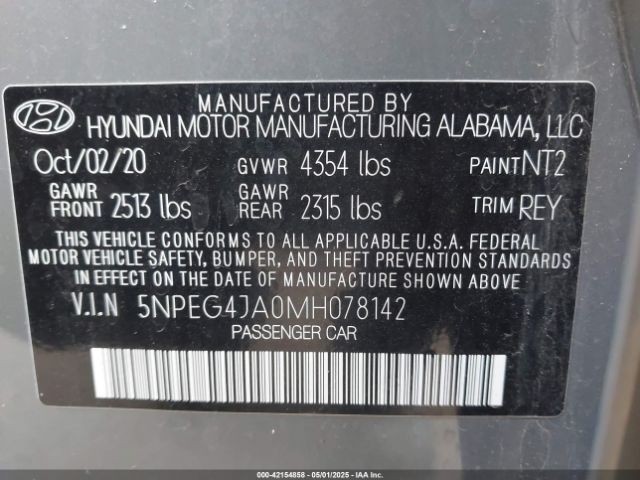 MANUFACTURED BY
HYUNDAI MOTOR MANUFACTURING ALABAMA, LLC
Oct/02/20 GVWR 4354 lbs PAINT NT2
GAWR FRONT 2513 lbs GAWR REAR 2315 lbs TRIM REY
THIS VEHICLE CONFORMS TO ALL APPLICABLE U.S.A. FEDERAL
MOTOR VEHICLE SAFETY, BUMPER, AND THEFT PREVENTION STANDARDS
IN EFFECT ON THE DATE OF MANUFACTURE SHOWN ABOVE
V.I.N 5NPEG4JA0MH078142
PASSENGER CAR
000-42154858 - 05/01/2025 - IAAI, Inc.